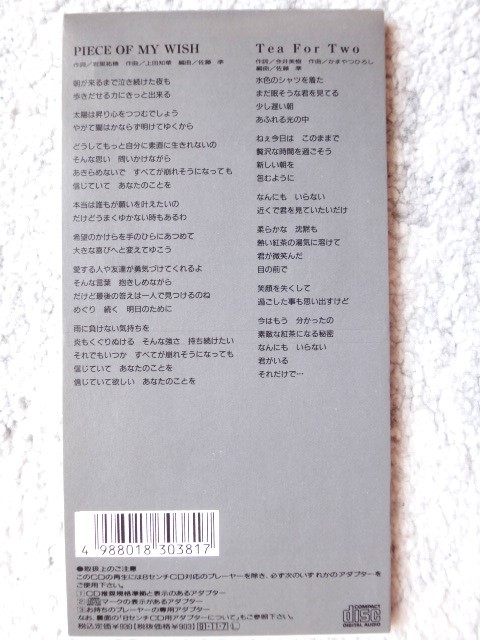 PIECE OF MY WISH
作詞／岩里祐穂 作曲／上田知華 編曲／佐藤 準
朝が来るまで泣き続けた夜も
歩きだせる力にきっと出来る
太陽は昇り心をつつむでしょう
やがて闇はかならず明けてゆくから
どうしてもっと自分に素直に生きれないの
そんな思い 問いかけながら
あきらめないで すべてが崩れそうになっても
信じていて あなたのことを
本当は誰もが願いを叶えたいの
だけどうまくゆかない時もあるわ
希望のかけらを手のひらにあつめて
大きな喜びへと変えてゆこう
愛する人や友達が勇気づけてくれるよ
そんな言葉 抱きしめながら
だけど最後の答えは一人で見つけるのね
めぐり 続く 明日のために
雨に負けない気持ちを
炎もくぐりぬける そんな強さ 持ち続けたい
それでもいつか すべてが崩れそうになっても
信じていて あなたのことを
信じていて欲しい あなたのことを
Tea For Two
作詞／今井美樹 作曲／かまやつひろし
編曲／佐藤 準
水色のシャツを着た
まだ眠そうな君を見てる
少し遅い朝
あふれる光の中
ねぇ今日は このままで
贅沢な時間を過ごそう
新しい朝を
包むように
なんにも いらない
近くで君を見ていたいだけ
柔らかな 沈黙も
熱い紅茶の湯気に溶けて
君が微笑んだ
目の前で
笑顔を失くして
過ごした事も思い出すけど
今はもう 分かったの
素敵な紅茶になる秘密
なんにも いらない
君がいる
それだけで…
4 988018 303817
●取扱上のご注意
このCDの再生には8センチCD対応のプレーヤーを除き、必ず次のいずれかのアダプターをご使用下さい。
①CD推奨規格準拠と表示のあるアダプター
②マークの表示があるアダプター
③お持ちのプレーヤーの専用アダプター
なお、裏面の「8センチCD用アダプターについて」もご参照下さい。
税込定価￥930【税抜価格￥903】91・11・7
COMPACT
disc
DIGITAL AUDIO